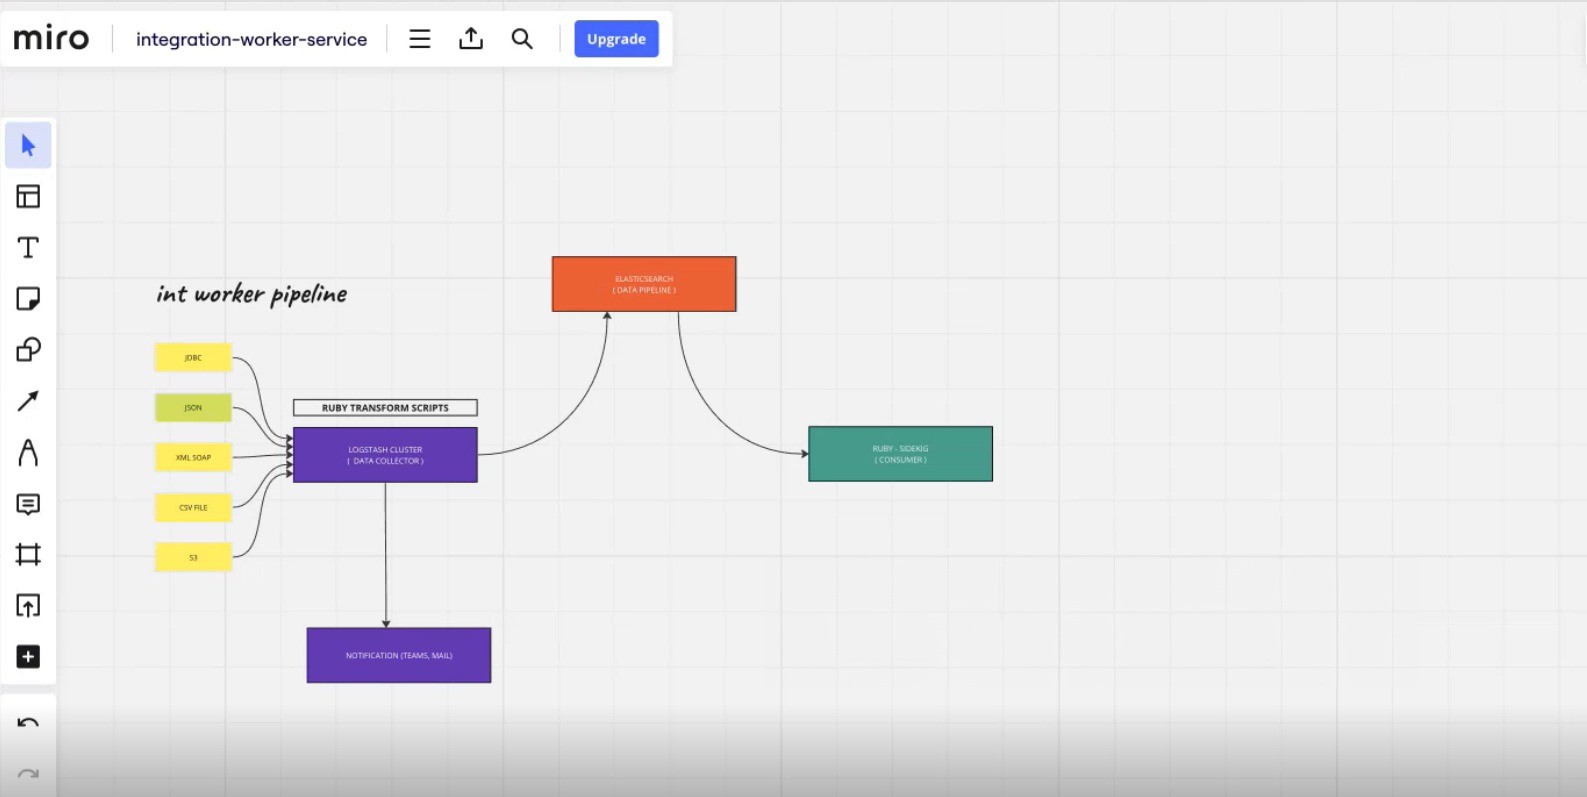 miro
integration-worker-service
Upgrade
int worker pipeline
ELASTICSEARCH
( DATA PIPELINE )
JDBC
JSON
XML SOAP
CSV FILE
S3
RUBY TRANSFORM SCRIPTS
LOGSTASH CLUSTER
( DATA COLLECTOR )
RUBY - SIDEKIG
( CONSUMER )
NOTIFICATION (TEAMS, MAIL)